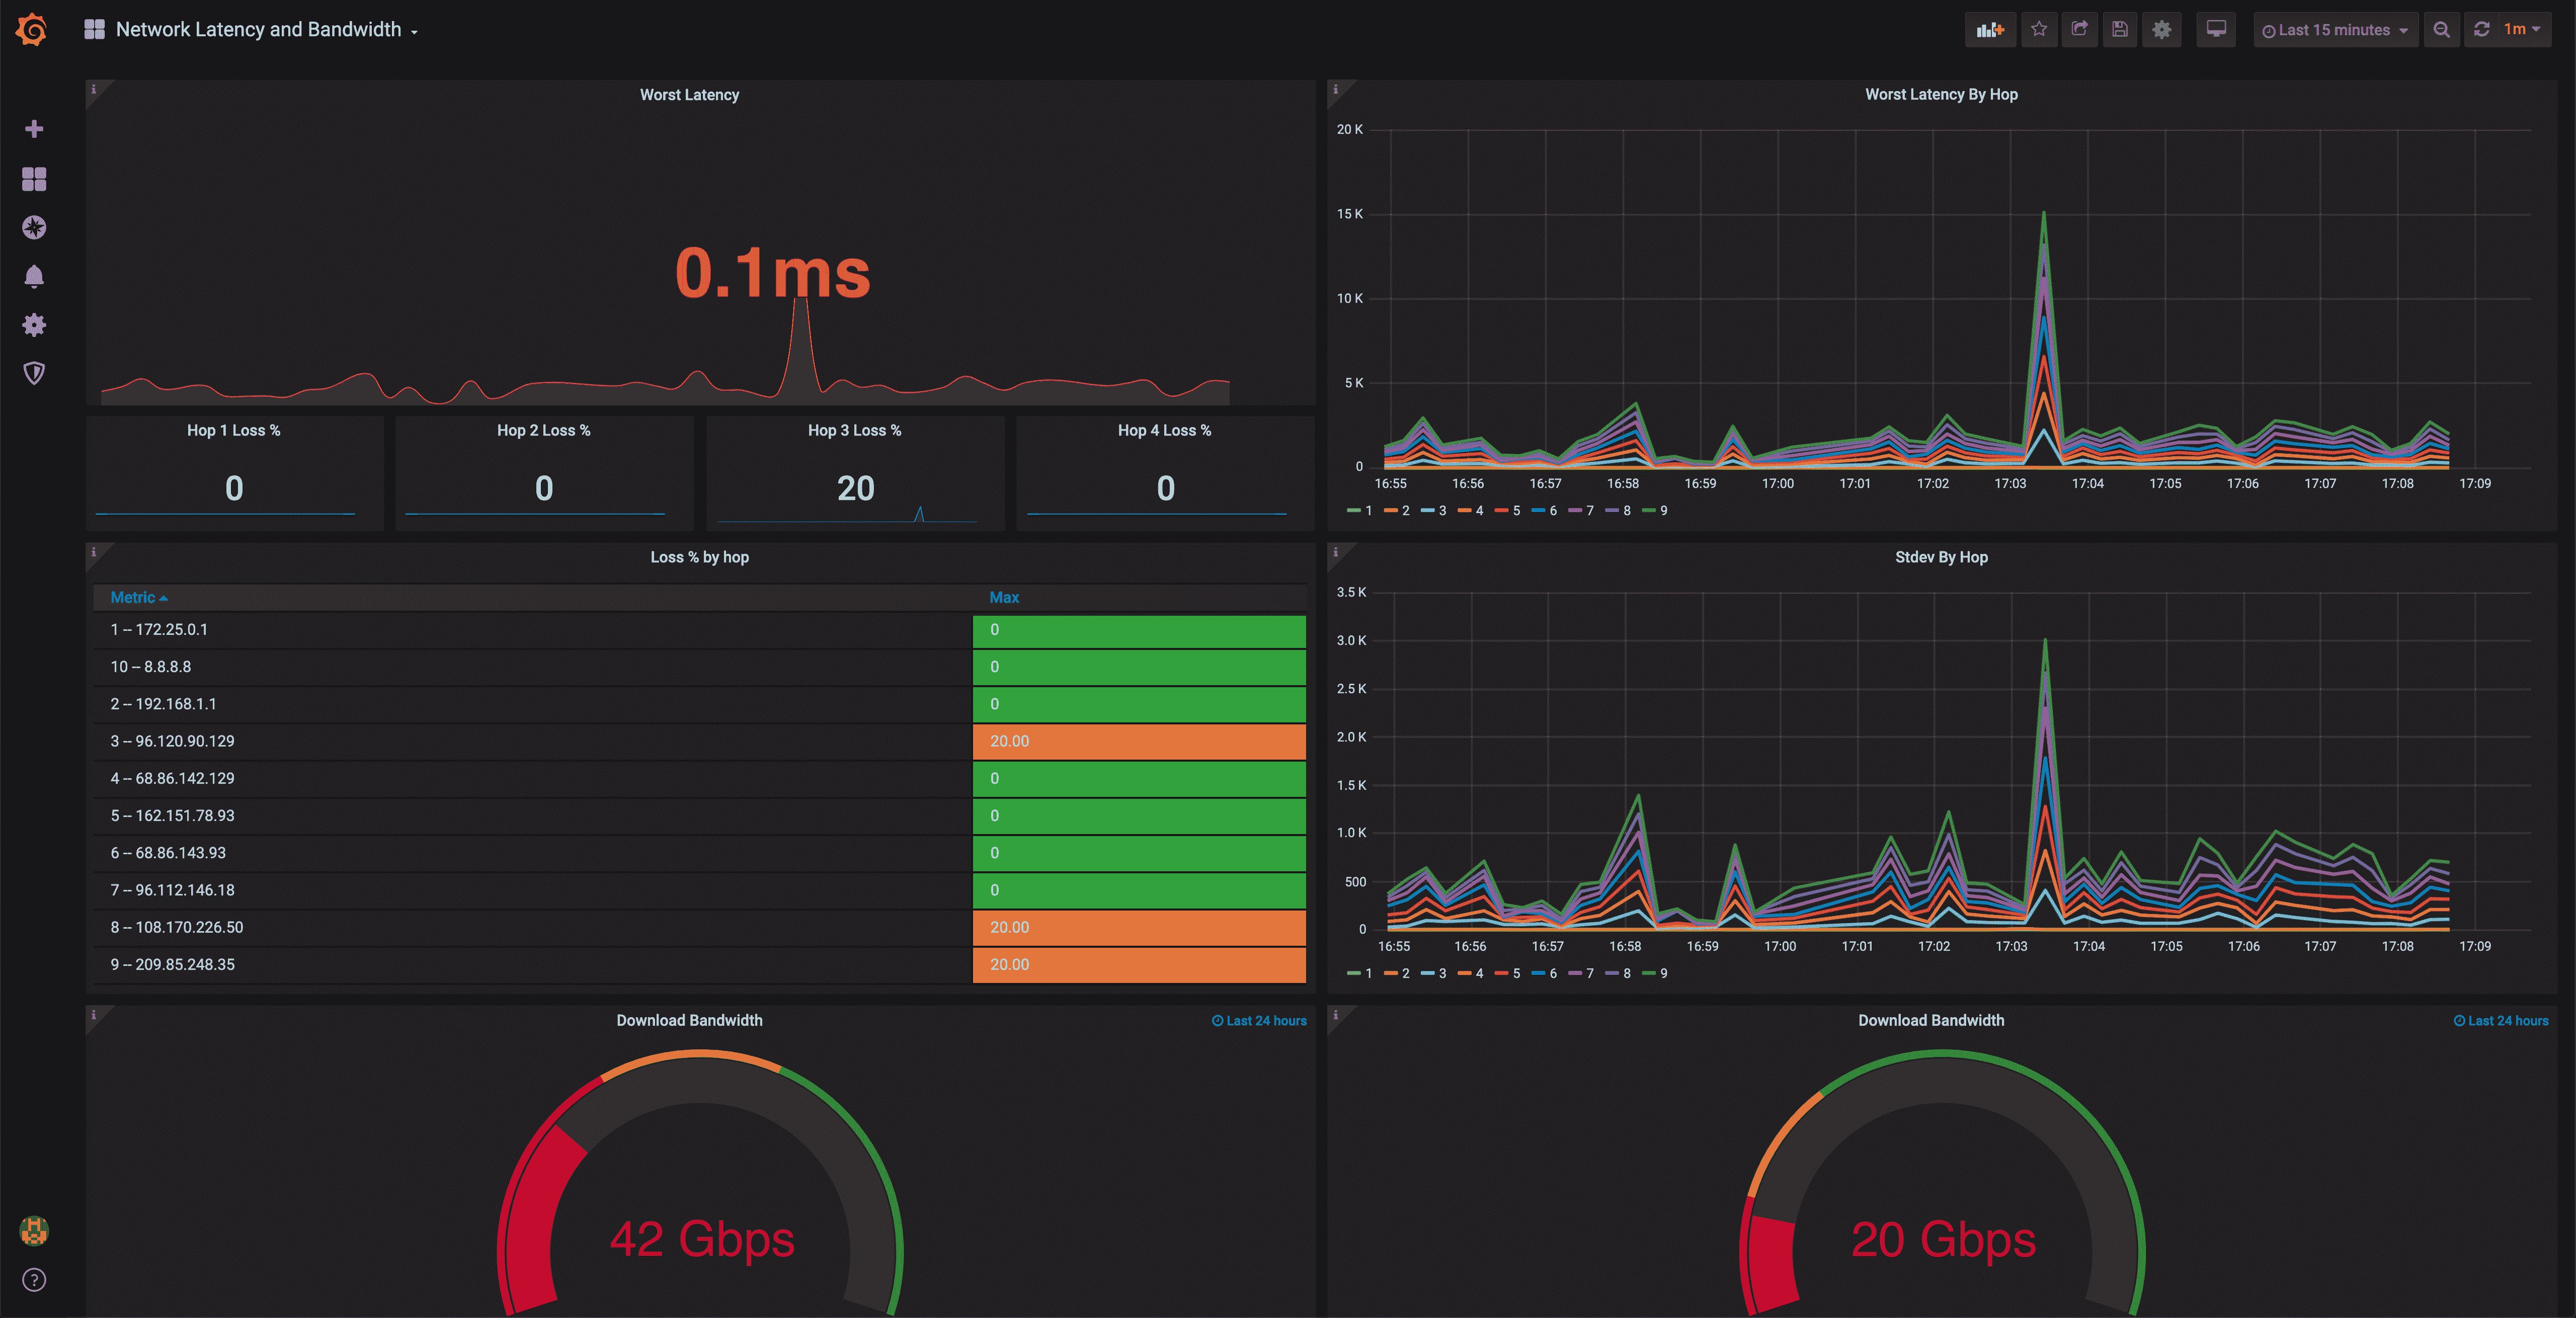 Network Latency and Bandwidth
Last 15 minutes
1m
Worst Latency
0.1ms
Hop 1 Loss %
0
Hop 2 Loss %
0
Hop 3 Loss %
20
Hop 4 Loss %
0
Worst Latency By Hop
20 K
15 K
10 K
5 K
0
16:55 16:56 16:57 16:58 16:59 17:00 17:01 17:02 17:03 17:04 17:05 17:06 17:07 17:08 17:09
1 2 3 4 5 6 7 8 9
Loss % by hop
Metric Max
1 -- 172.25.0.1 0
10 -- 8.8.8.8 0
2 -- 192.168.1.1 0
3 -- 96.120.90.129 20.00
4 -- 68.86.142.129 0
5 -- 162.151.78.93 0
6 -- 68.86.143.93 0
7 -- 96.112.146.18 0
8 -- 108.170.226.50 20.00
9 -- 209.85.248.35 20.00
Stdev By Hop
3.5 K
3.0 K
2.5 K
2.0 K
1.5 K
1.0 K
500
0
16:55 16:56 16:57 16:58 16:59 17:00 17:01 17:02 17:03 17:04 17:05 17:06 17:07 17:08 17:09
1 2 3 4 5 6 7 8 9
Download Bandwidth
Last 24 hours
42 Gbps
Download Bandwidth
Last 24 hours
20 Gbps